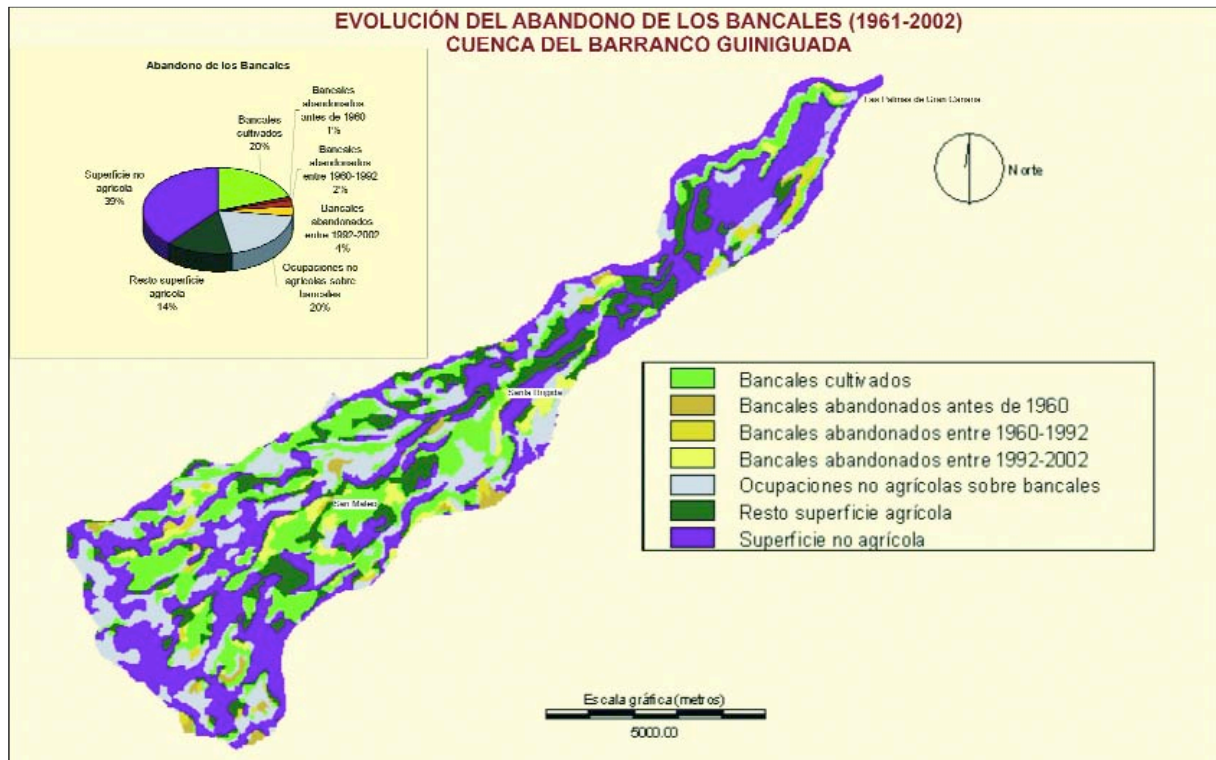 EVOLUCIÓN DEL ABANDONO DE LOS BANCALES (1961-2002)
CUENCA DEL BARRANCO GUINIGUADA
Abandono de los Bancales
Bancales
abandonados
antes de 1960
1%
Bancales
cultivados
20%
Bancales
abandonados
entre 1960-1992
2%
Superficie no
agrícola
39%
Bancales
abandonados
entre 1992-2002
4%
Ocupaciones no
agrícolas sobre
bancales
20%
Resto superficie
agrícola
14%
Las Palmas de Gran Canaria
Norte
Santa Brígida
San Mateo
Bancales cultivados
Bancales abandonados antes de 1960
Bancales abandonados entre 1960-1992
Bancales abandonados entre 1992-2002
Ocupaciones no agrícolas sobre bancales
Resto superficie agrícola
Superficie no agrícola
Escala gráfica (metros)
5000.00